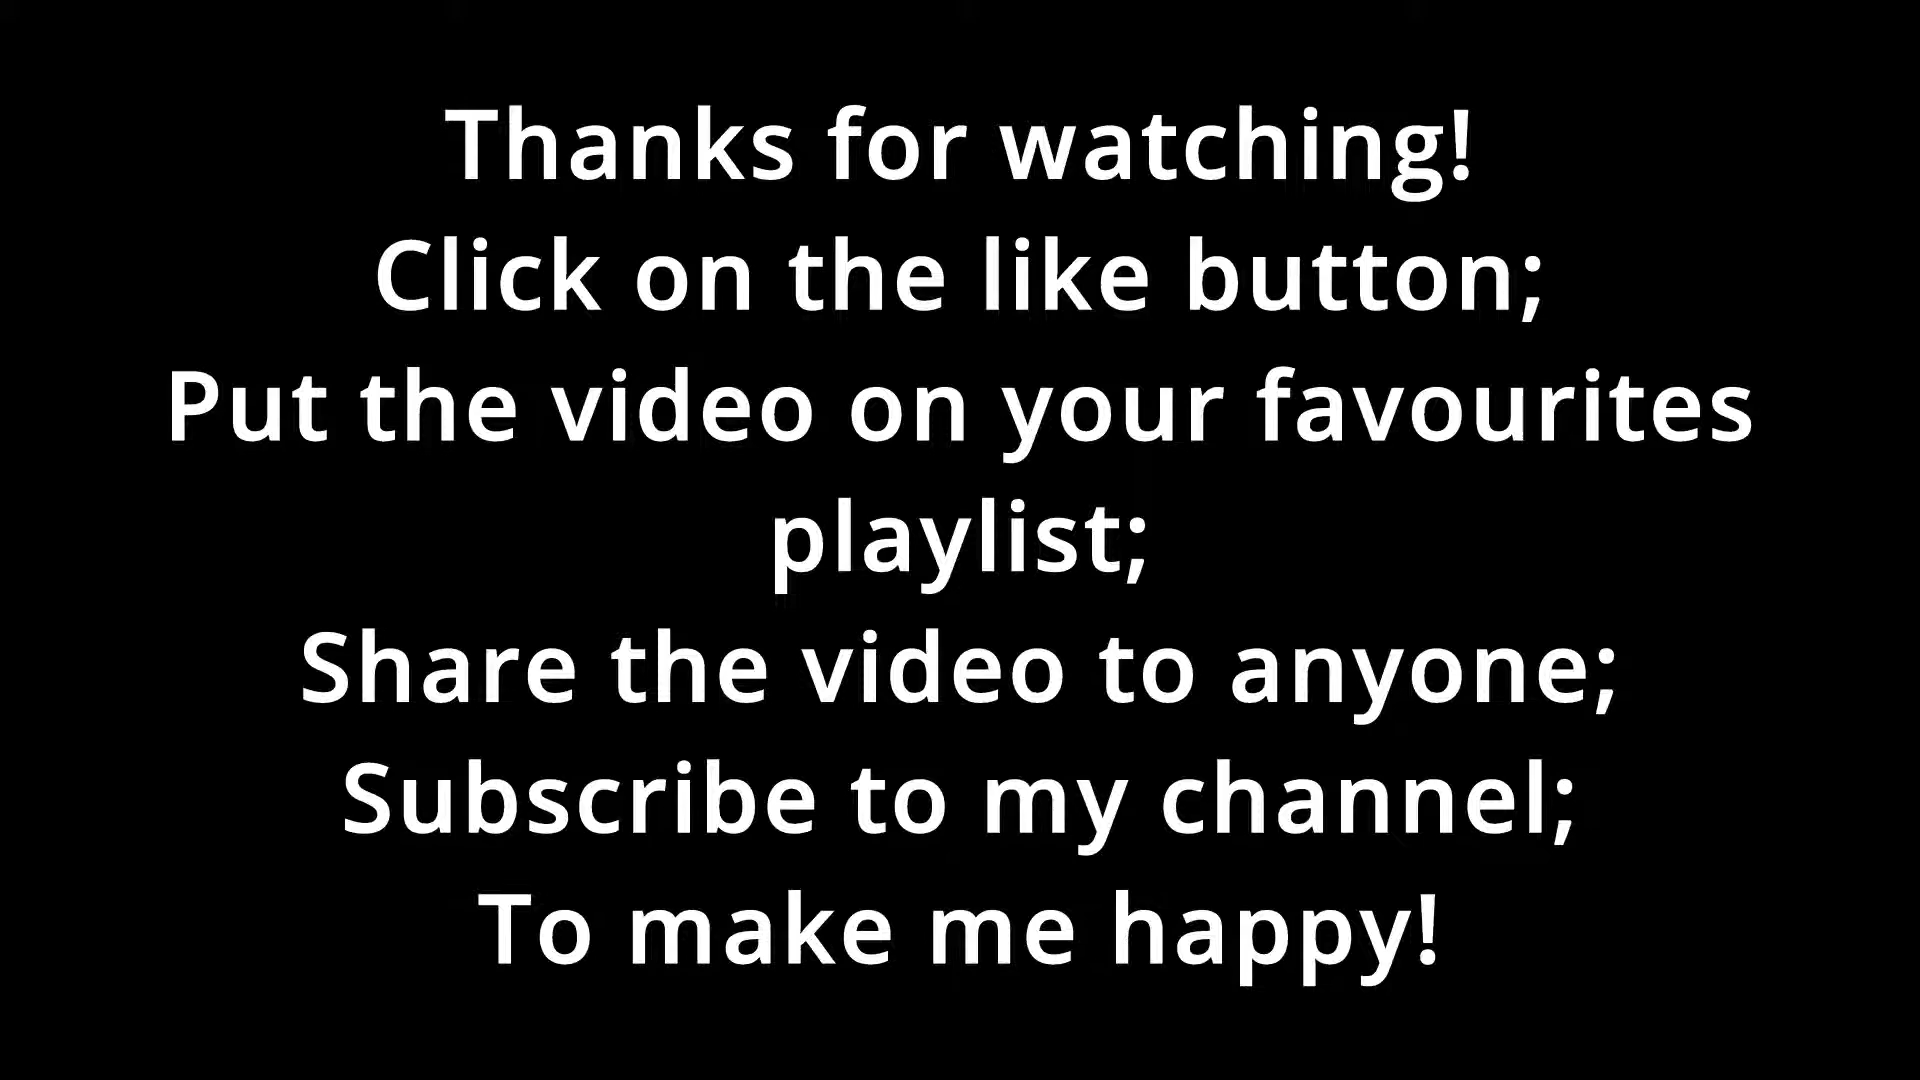 Thanks for watching!
Click on the like button;
Put the video on your favourites
playlist;
Share the video to anyone;
Subscribe to my channel;
To make me happy!